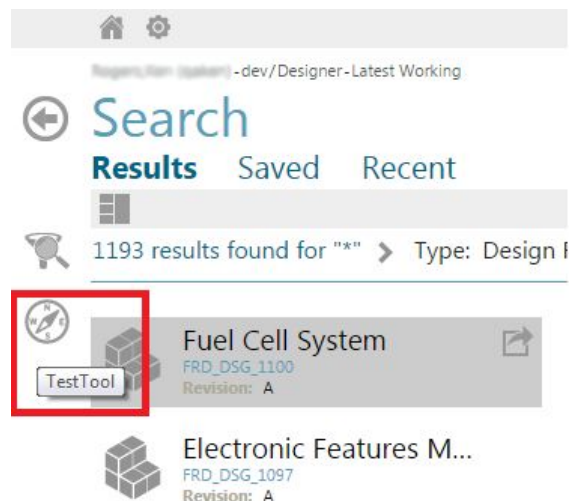 -dev/Designer-Latest Working
Search
Results Saved Recent
1193 results found for "*" > Type: Design
N
W E
S
Fuel Cell System
FRD_DSG_1100
TestTool
Revision: A
Electronic Features M...
FRD_DSG_1097
Revision: A